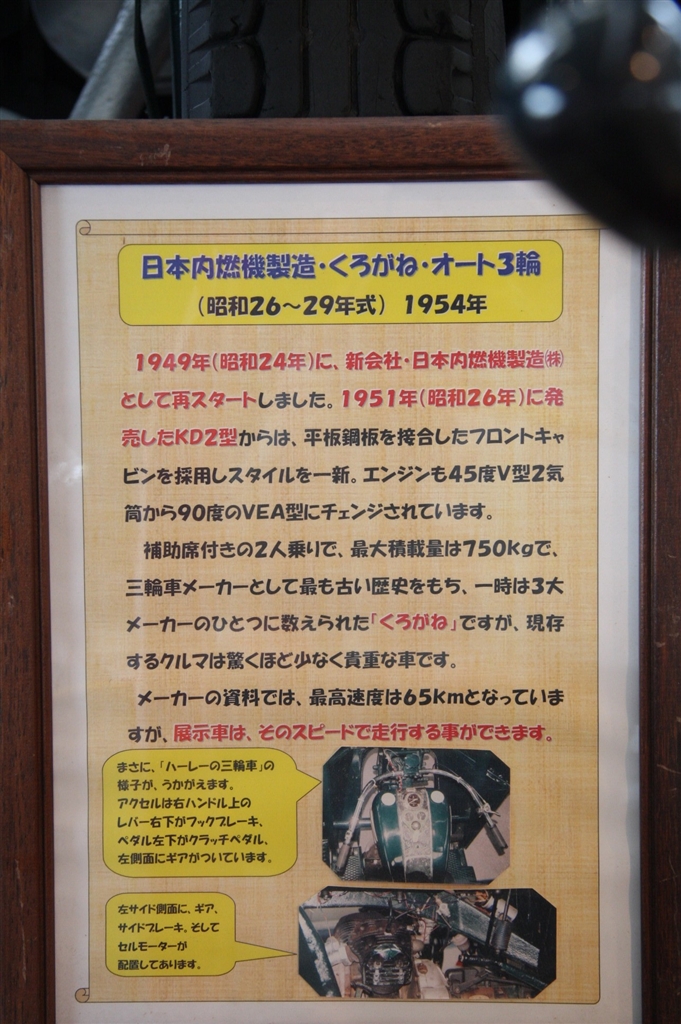 日本内燃機製造・くろがね・オート3輪
(昭和26～29年式) 1954年
1949年(昭和24年)に、新会社・日本内燃機製造㈱
として再スタートしました。1951年(昭和26年)に発
売したKD2型からは、平板鋼板を接合したフロントキャ
ビンを採用しスタイルを一新。エンジンも45度V型2気
筒から90度のVEA型にチェンジされています。
補助席付きの2人乗りで、最大積載量は750kgで、
三輪車メーカーとして最も古い歴史をもち、一時は3大
メーカーのひとつに数えられた「くろがね」ですが、現存
するクルマは驚くほど少なく貴重な車です。
メーカーの資料では、最高速度は65kmとなっていま
すが、展示車は、そのスピードで走行する事ができます。
まさに、「ハーレーの三輪車」の
様子が、うかがえます。
アクセルは右ハンドル上の
レバー右下がフックブレーキ、
ペダル左下がクラッチペダル、
左側面にギアがついています。
左サイド側面に、ギア、
サイドブレーキ、そして
セルモーターが
配置してあります。